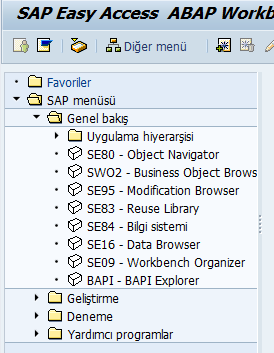 SAP Easy Access ABAP Workb
Diğer menü
Favoriler
SAP menüsü
Genel bakış
Uygulama hiyerarşisi
SE80 - Object Navigator
SWO2 - Business Object Brows
SE95 - Modification Browser
SE83 - Reuse Library
SE84 - Bilgi sistemi
SE16 - Data Browser
SE09 - Workbench Organizer
BAPI - BAPI Explorer
Geliştirme
Deneme
Yardımcı programlar